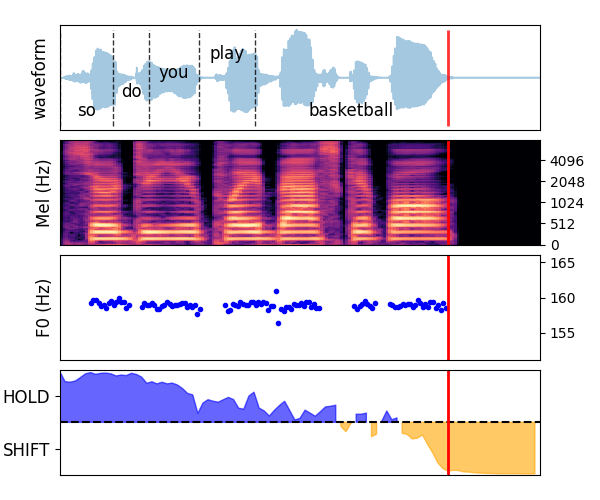 waveform
so
do
you
play
basketball
Mel (Hz)
4096
2048
1024
512
0
F0 (Hz)
165
160
155
HOLD
SHIFT